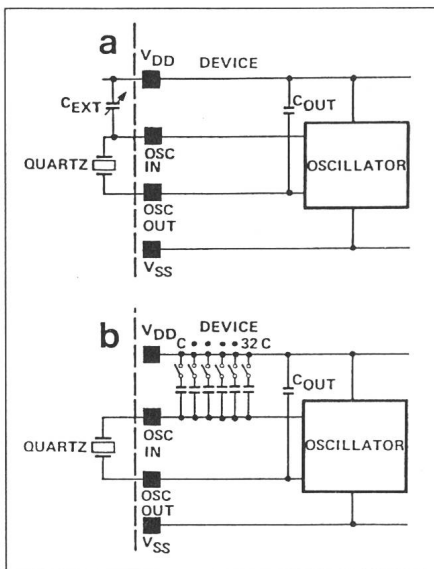 a
VDD
DEVICE
CEXT
COUT
OSC
IN
QUARTZ
OSCILLATOR
OSC
OUT
VSS
b
VDD
DEVICE
C 32 C
COUT
OSC
IN
QUARTZ
OSCILLATOR
OSC
OUT
VSS